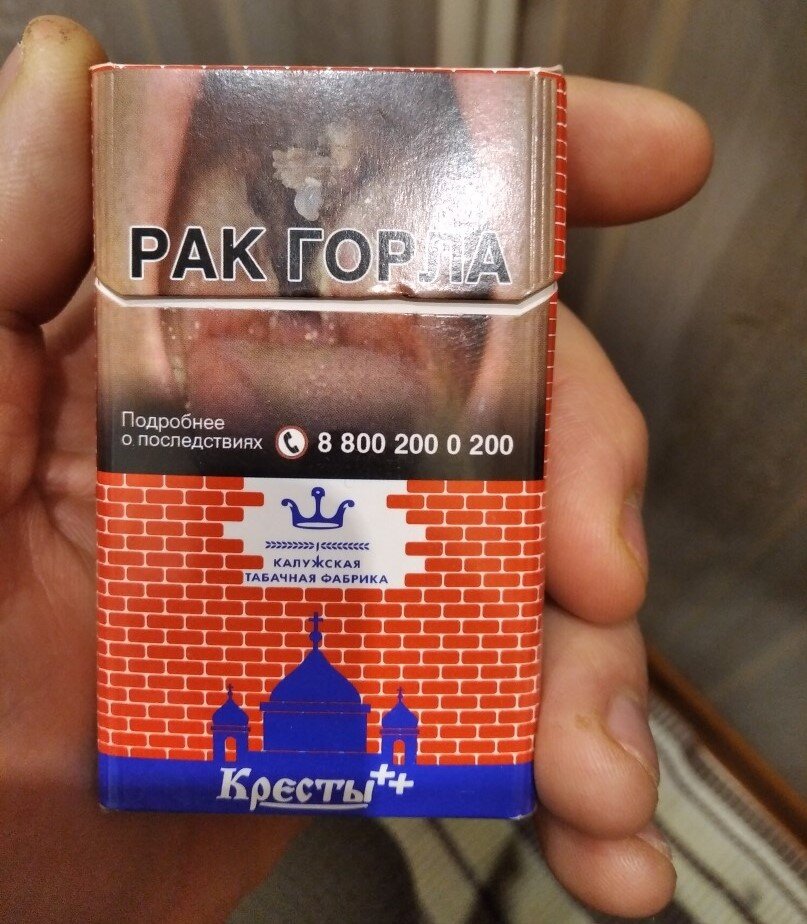 РАК ГОРЛА
Подробнее
о последствиях 8 800 200 0 200
КАЛУЖСКАЯ
ТАБАЧНАЯ ФАБРИКА
Кресты++